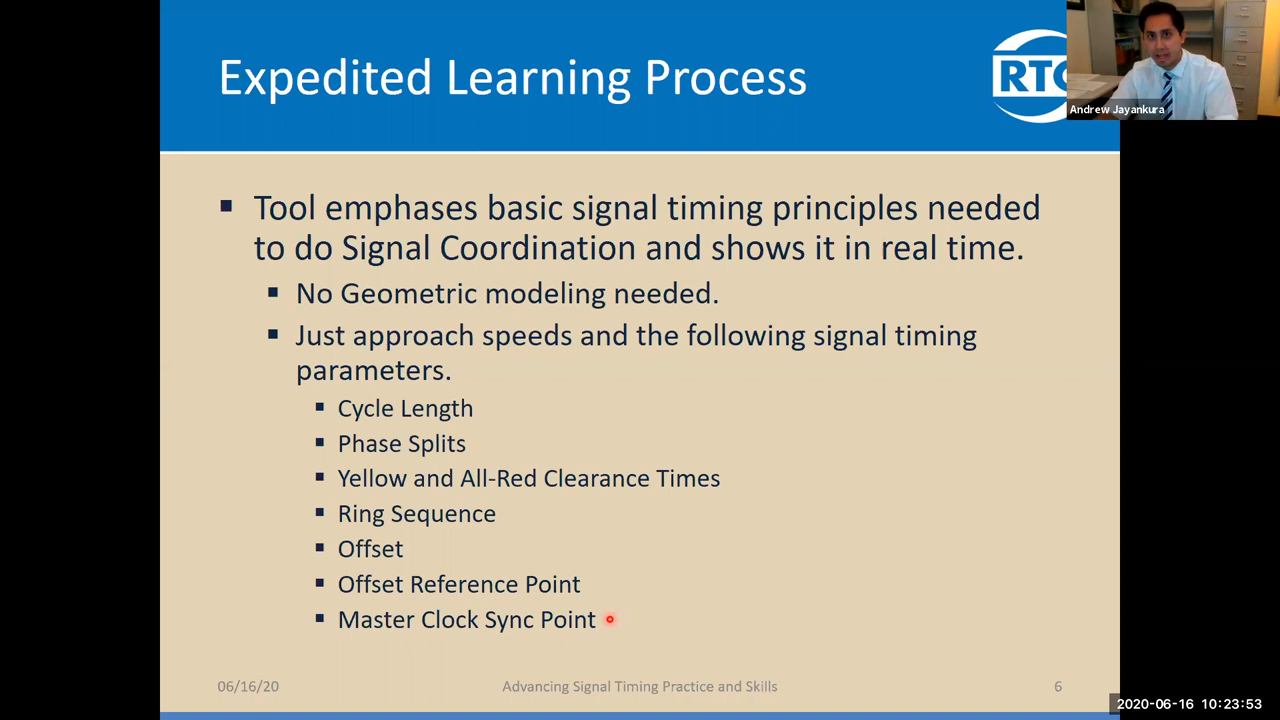 Expedited Learning Process
RTC
Andrew Jayankura
Tool emphases basic signal timing principles needed
to do Signal Coordination and shows it in real time.
No Geometric modeling needed.
Just approach speeds and the following signal timing
parameters.
Cycle Length
Phase Splits
Yellow and All-Red Clearance Times
Ring Sequence
Offset
Offset Reference Point
Master Clock Sync Point
06/16/20
Advancing Signal Timing Practice and Skills
6
2020-06-16 10:23:53